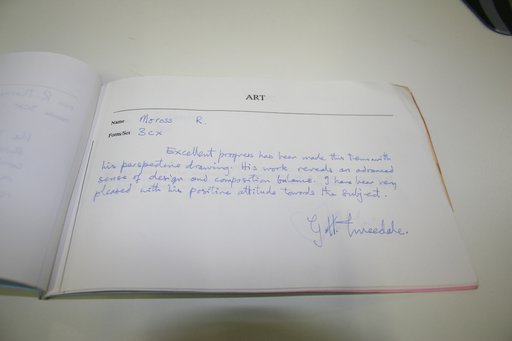 ART
Name Moross R.
Form/Set 3cx
Excellent progress has been made this term with
his perspective drawing. His work reveals an advanced
sense of design and composition balance. I have been very
pleased with his positive attitude towards the subject.
Tweedale.